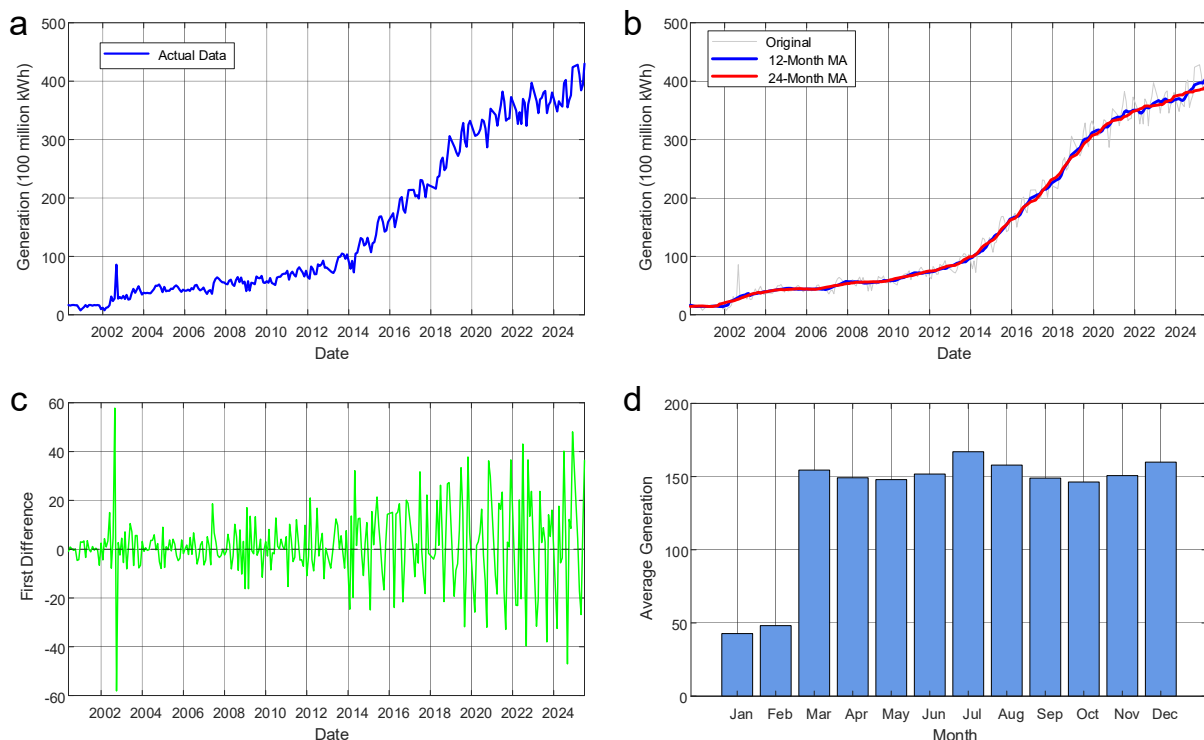 a
500
400
300
200
100
0
Generation (100 million kWh)
Actual Data
2002 2004 2006 2008 2010 2012 2014 2016 2018 2020 2022 2024
Date
b
500
400
300
200
100
0
Generation (100 million kWh)
Original
12-Month MA
24-Month MA
2002 2004 2006 2008 2010 2012 2014 2016 2018 2020 2022 2024
Date
c
60
40
20
0
-20
-40
-60
First Difference
2002 2004 2006 2008 2010 2012 2014 2016 2018 2020 2022 2024
Date
d
200
150
100
50
0
Average Generation
Jan Feb Mar Apr May Jun Jul Aug Sep Oct Nov Dec
Month